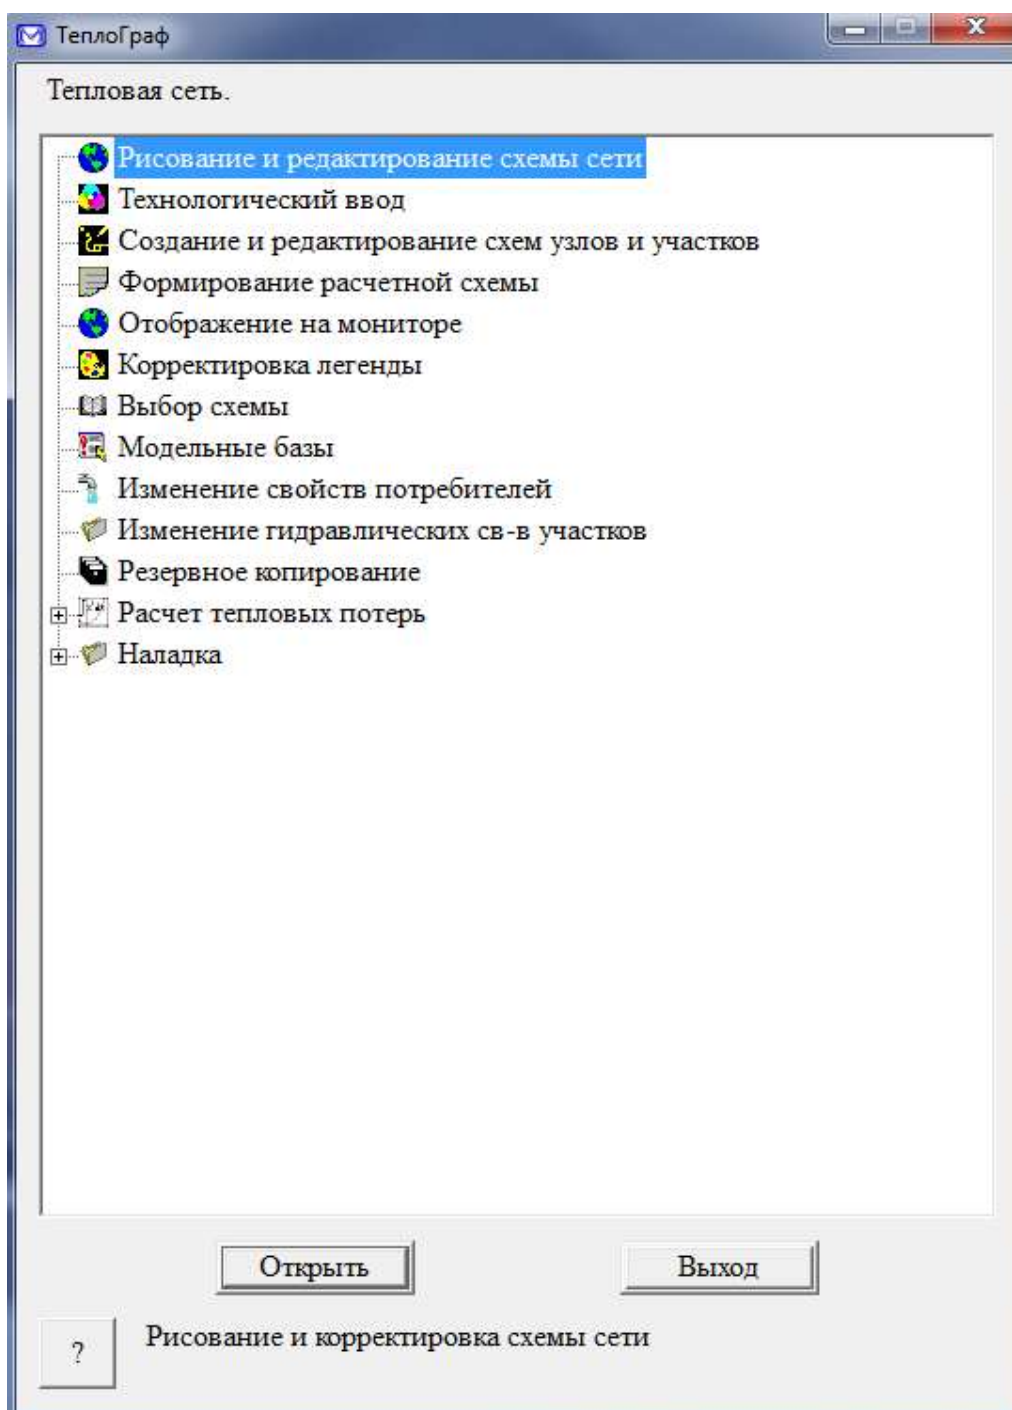 ТеплоГраф
Тепловая сеть.
Рисование и редактирование схемы сети
Технологический ввод
Создание и редактирование схем узлов и участков
Формирование расчетной схемы
Отображение на мониторе
Корректировка легенды
Выбор схемы
Модельные базы
Изменение свойств потребителей
Изменение гидравлических св-в участков
Резервное копирование
Расчет тепловых потерь
Наладка
Открыть Выход
? Рисование и корректировка схемы сети